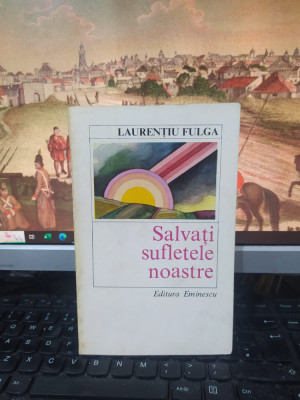 LAURENȚIU FULGA
Salvați
sufletele
noastre
Editura Eminescu